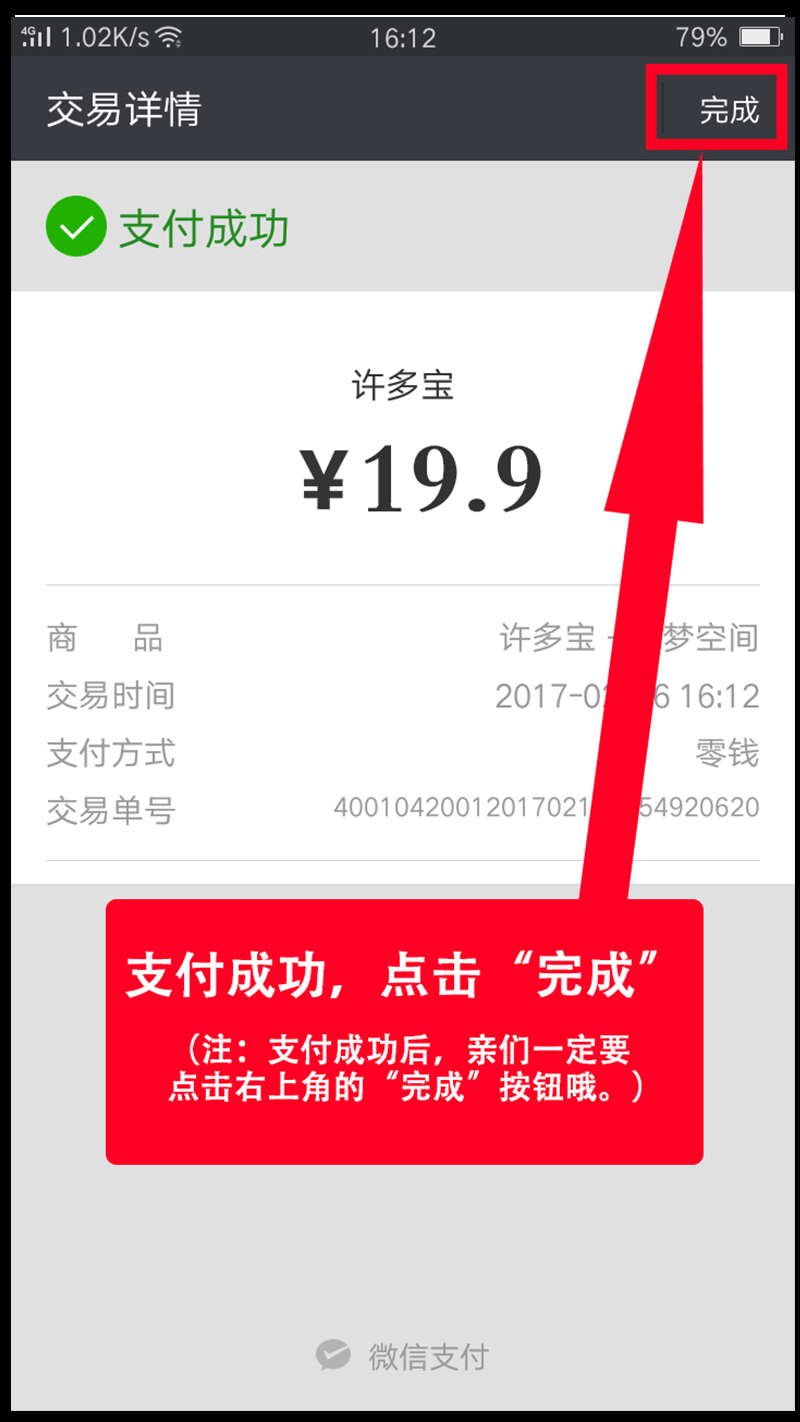 4G 1.02K/s 16:12 79%
交易详情 完成
支付成功
许多宝
¥19.9
商 品 许多宝 - 梦空间
交易时间 2017-02 6 16:12
支付方式 零钱
交易单号 40010420012017021 54920620
支付成功，点击“完成”
（注：支付成功后，亲们一定要
点击右上角的“完成”按钮哦。）
微信支付